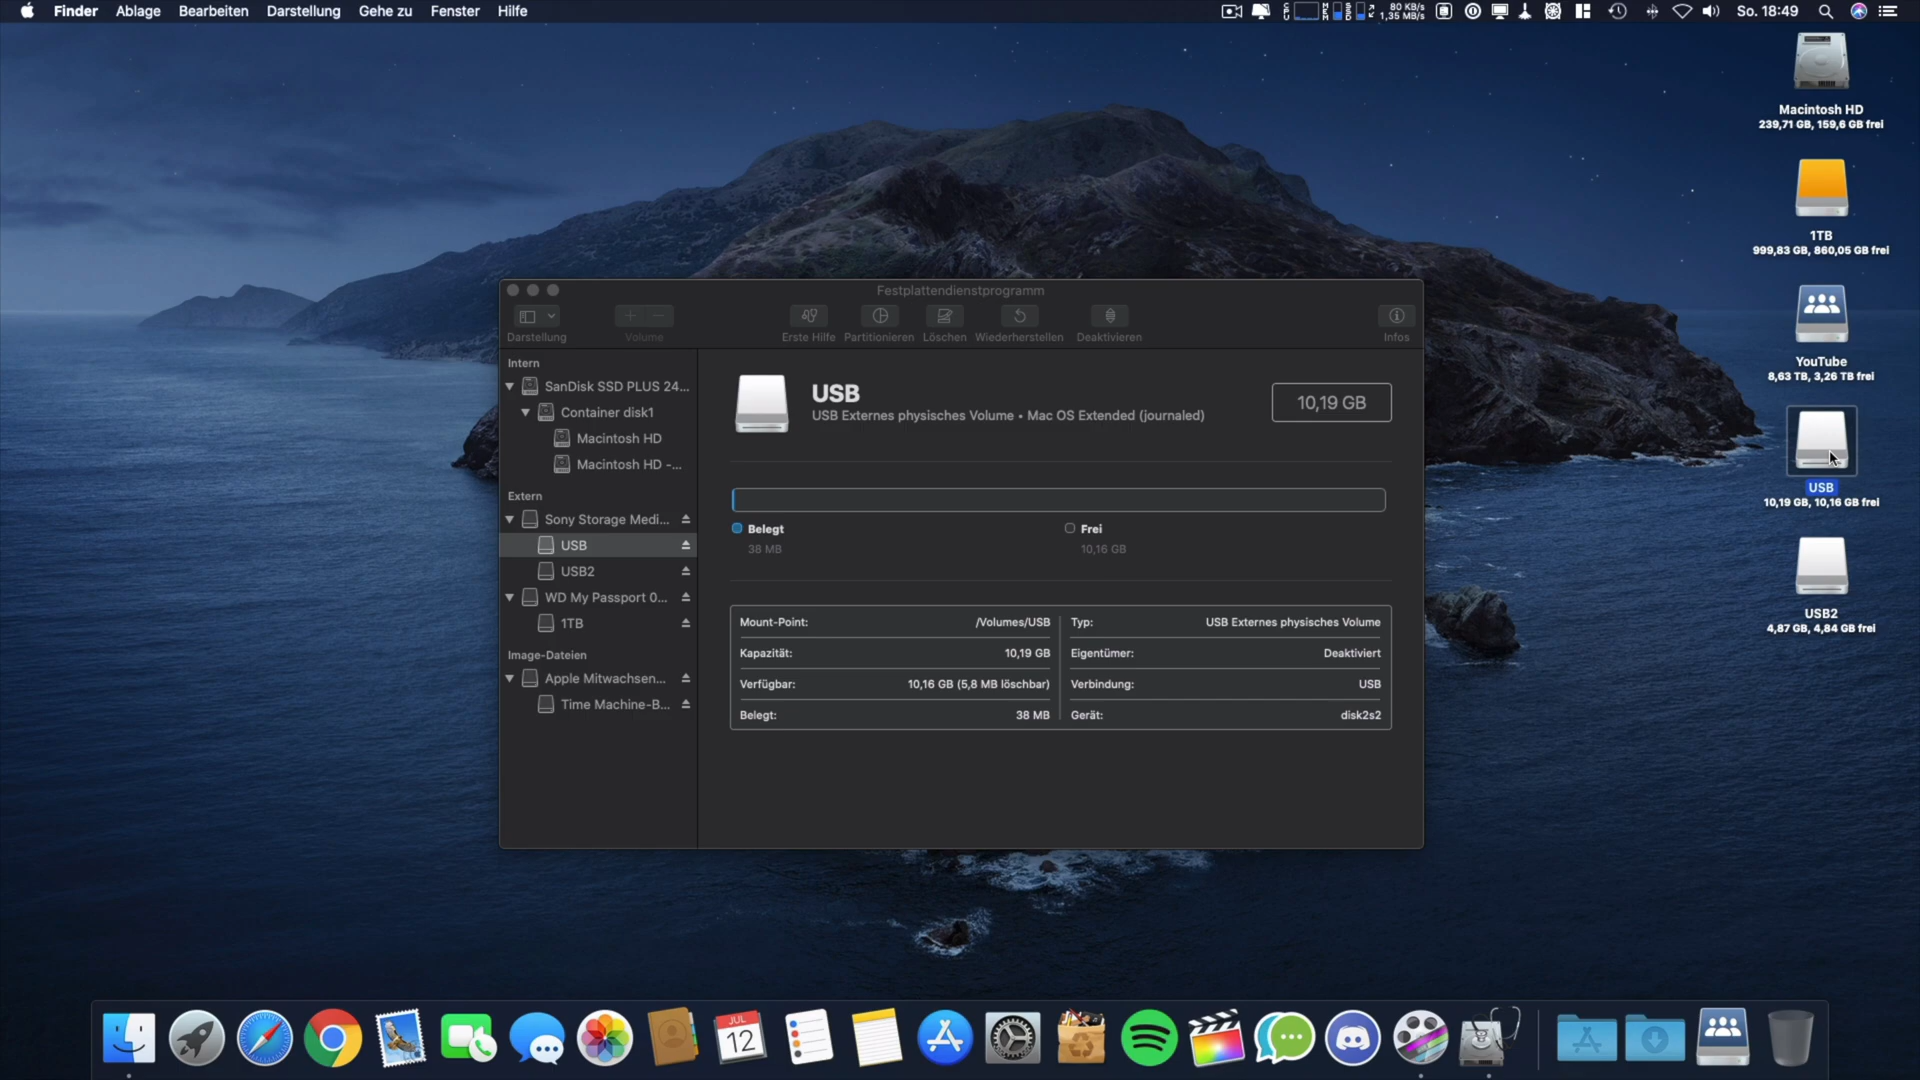 Finder Ablage Bearbeiten Darstellung Gehe zu Fenster Hilfe
80 KB/s
1,35 MB/s
So. 18:49
Macintosh HD
239,71 GB, 159,6 GB frei
1TB
999,83 GB, 860,05 GB frei
YouTube
8,63 TB, 3,26 TB frei
USB
10,19 GB, 10,16 GB frei
USB2
4,87 GB, 4,84 GB frei
Festplattendienstprogramm
Darstellung Volume Erste Hilfe Partitionieren Löschen Wiederherstellen Deaktivieren Infos
Intern
SanDisk SSD PLUS 24...
Container disk1
Macintosh HD
Macintosh HD -...
Extern
Sony Storage Medi...
USB
USB2
WD My Passport 0...
1TB
Image-Dateien
Apple Mitwachsen...
Time Machine-B...
USB
USB Externes physisches Volume • Mac OS Extended (journaled)
10,19 GB
Belegt
38 MB
Frei
10,16 GB
Mount-Point: /Volumes/USB
Kapazität: 10,19 GB
Verfügbar: 10,16 GB (5,8 MB löschbar)
Belegt: 38 MB
Typ: USB Externes physisches Volume
Eigentümer: Deaktiviert
Verbindung: USB
Gerät: disk2s2
JUL
12